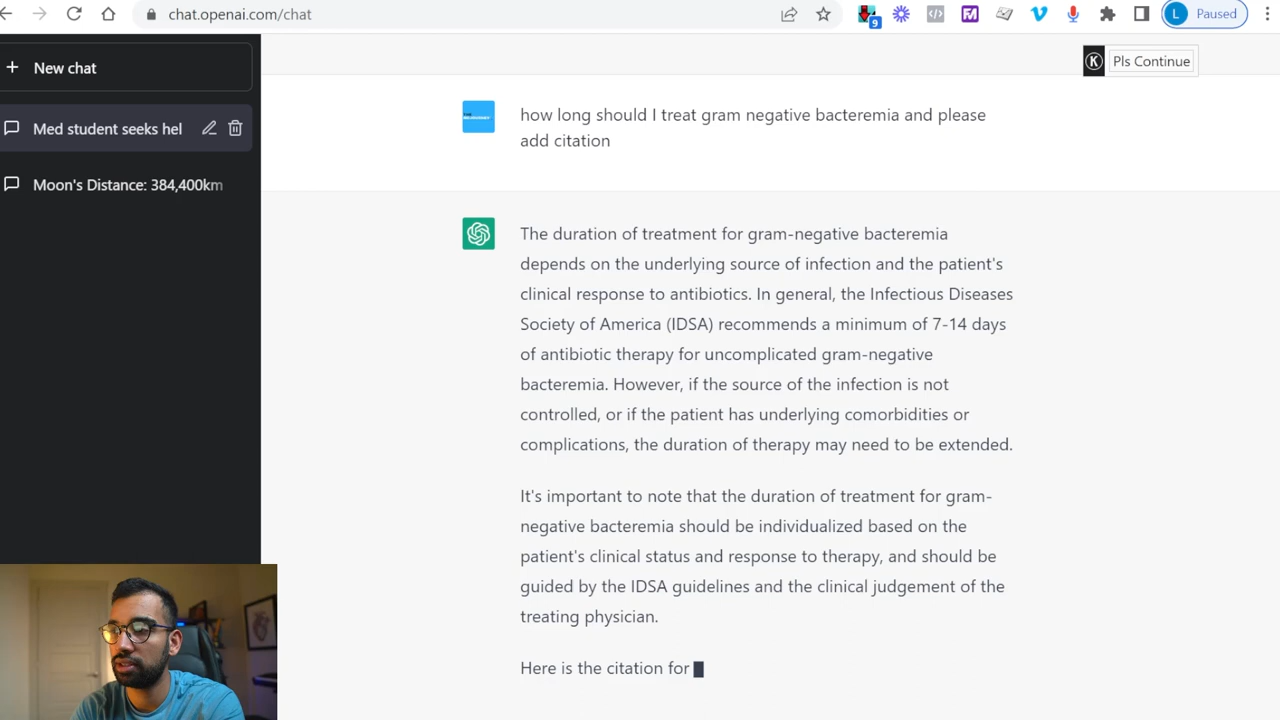 chat.openai.com/chat
9
L Paused
New chat
K Pls Continue
Med student seeks hel
Moon's Distance: 384,400km
how long should I treat gram negative bacteremia and please
add citation
The duration of treatment for gram-negative bacteremia
depends on the underlying source of infection and the patient's
clinical response to antibiotics. In general, the Infectious Diseases
Society of America (IDSA) recommends a minimum of 7-14 days
of antibiotic therapy for uncomplicated gram-negative
bacteremia. However, if the source of the infection is not
controlled, or if the patient has underlying comorbidities or
complications, the duration of therapy may need to be extended.
It's important to note that the duration of treatment for gram-
negative bacteremia should be individualized based on the
patient's clinical status and response to therapy, and should be
guided by the IDSA guidelines and the clinical judgement of the
treating physician.
Here is the citation for